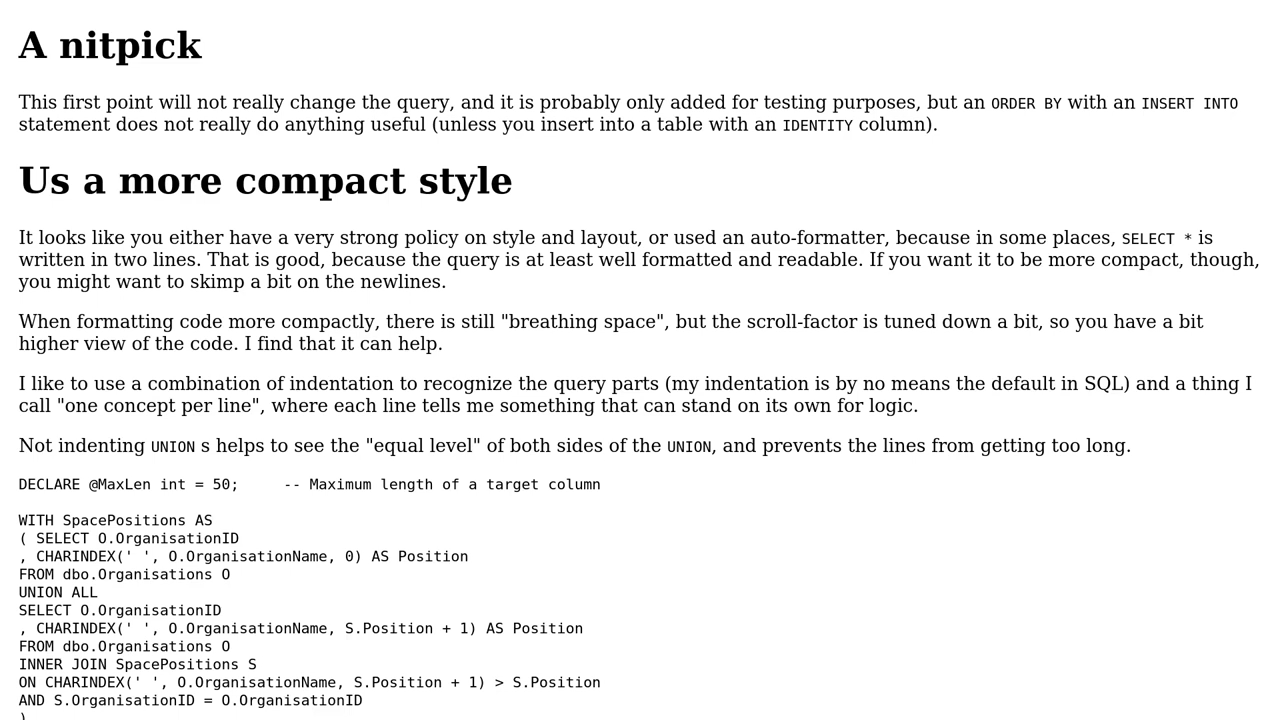 A nitpick
This first point will not really change the query, and it is probably only added for testing purposes, but an ORDER BY with an INSERT INTO
statement does not really do anything useful (unless you insert into a table with an IDENTITY column).
Us a more compact style
It looks like you either have a very strong policy on style and layout, or used an auto-formatter, because in some places, SELECT * is
written in two lines. That is good, because the query is at least well formatted and readable. If you want it to be more compact, though,
you might want to skimp a bit on the newlines.
When formatting code more compactly, there is still "breathing space", but the scroll-factor is tuned down a bit, so you have a bit
higher view of the code. I find that it can help.
I like to use a combination of indentation to recognize the query parts (my indentation is by no means the default in SQL) and a thing I
call "one concept per line", where each line tells me something that can stand on its own for logic.
Not indenting UNION s helps to see the "equal level" of both sides of the UNION, and prevents the lines from getting too long.
DECLARE @MaxLen int = 50;     -- Maximum length of a target column
WITH SpacePositions AS
( SELECT O.OrganisationID
, CHARINDEX(' ', O.OrganisationName, 0) AS Position
FROM dbo.Organisations O
UNION ALL
SELECT O.OrganisationID
, CHARINDEX(' ', O.OrganisationName, S.Position + 1) AS Position
FROM dbo.Organisations O
INNER JOIN SpacePositions S
ON CHARINDEX(' ', O.OrganisationName, S.Position + 1) > S.Position
AND S.OrganisationID = O.OrganisationID
)